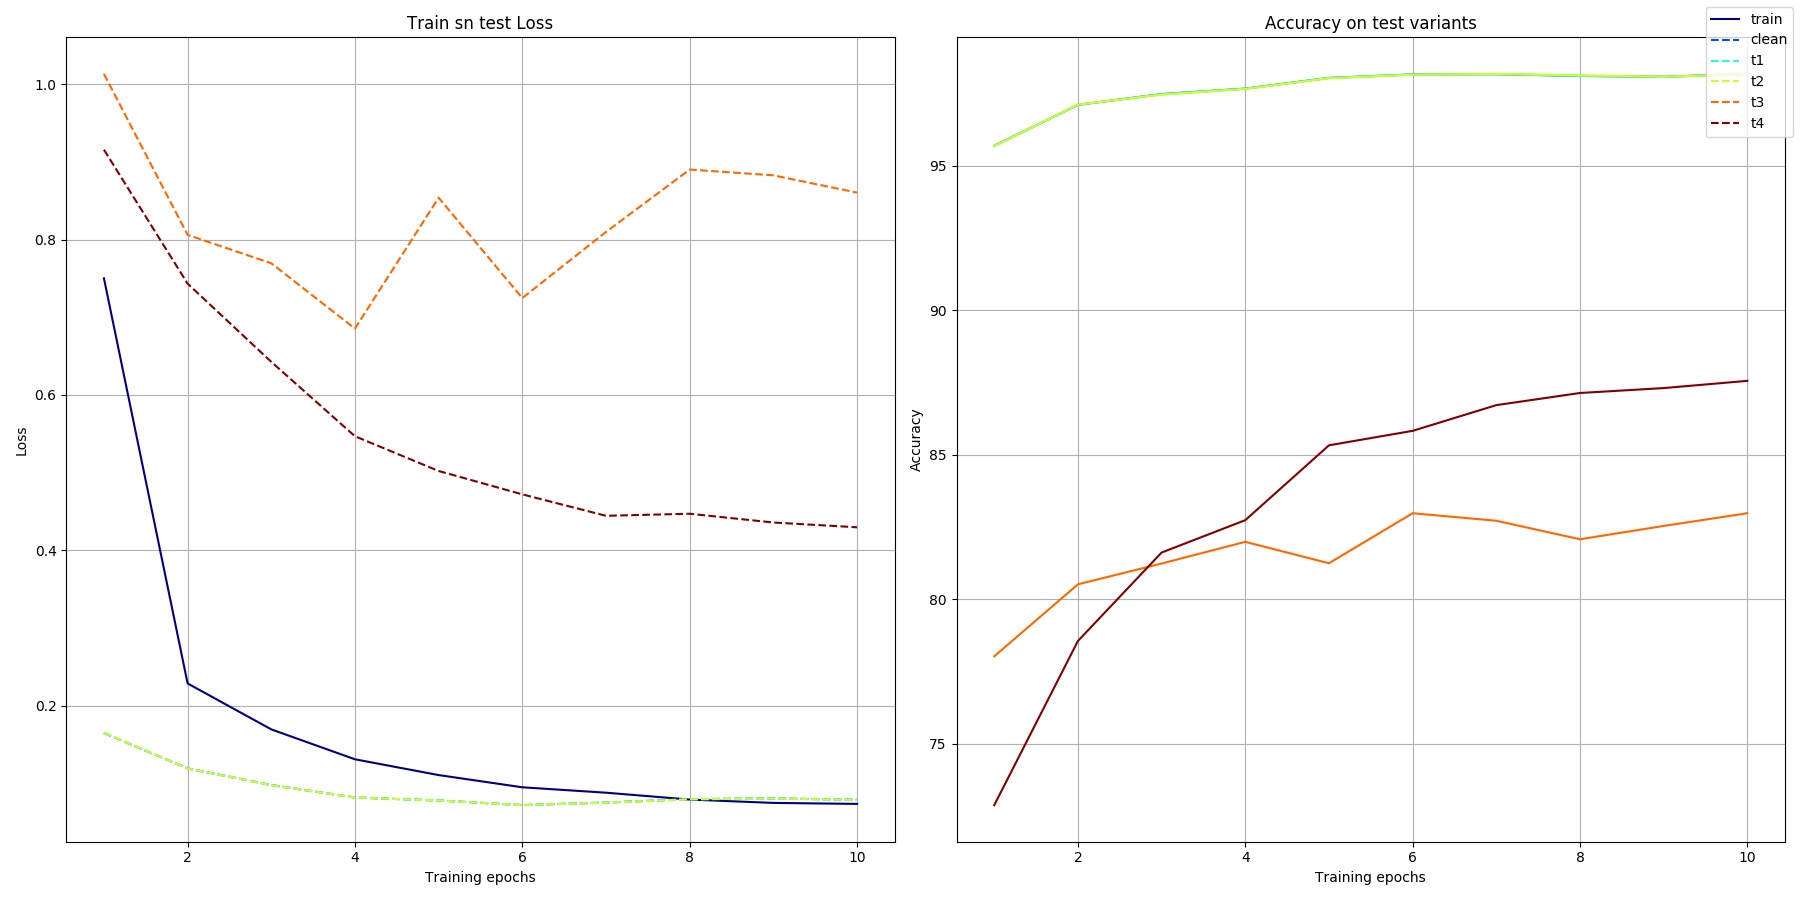 Train sn test Loss
1.0
0.8
0.6
0.4
0.2
Loss
2 4 6 8 10
Training epochs
Accuracy on test variants
95
90
85
80
75
Accuracy
2 4 6 8 10
Training epochs
train
clean
t1
t2
t3
t4